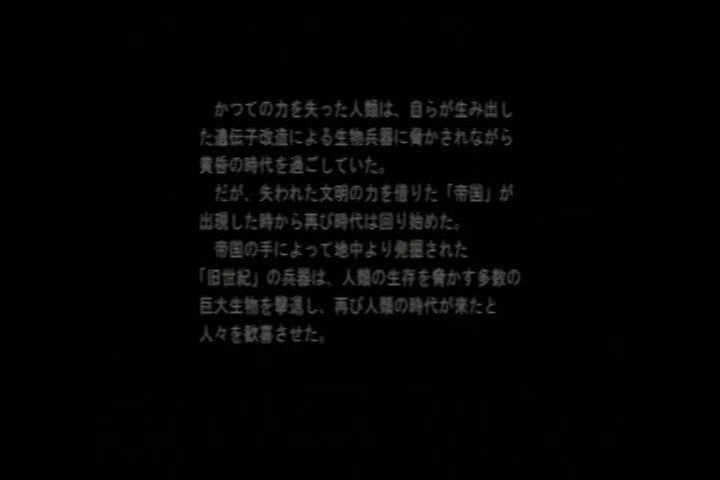 かつての力を失った人類は、自らが生み出し
た遺伝子改造による生物兵器に脅かされながら
黄昏の時代を過ごしていた。
だが、失われた文明の力を借りた「帝国」が
出現した時から再び時代は回り始めた。
帝国の手によって地中より発掘された
「旧世紀」の兵器は、人類の生存を脅かす多数の
巨大生物を撃退し、再び人類の時代が来たと
人々を歓喜させた。